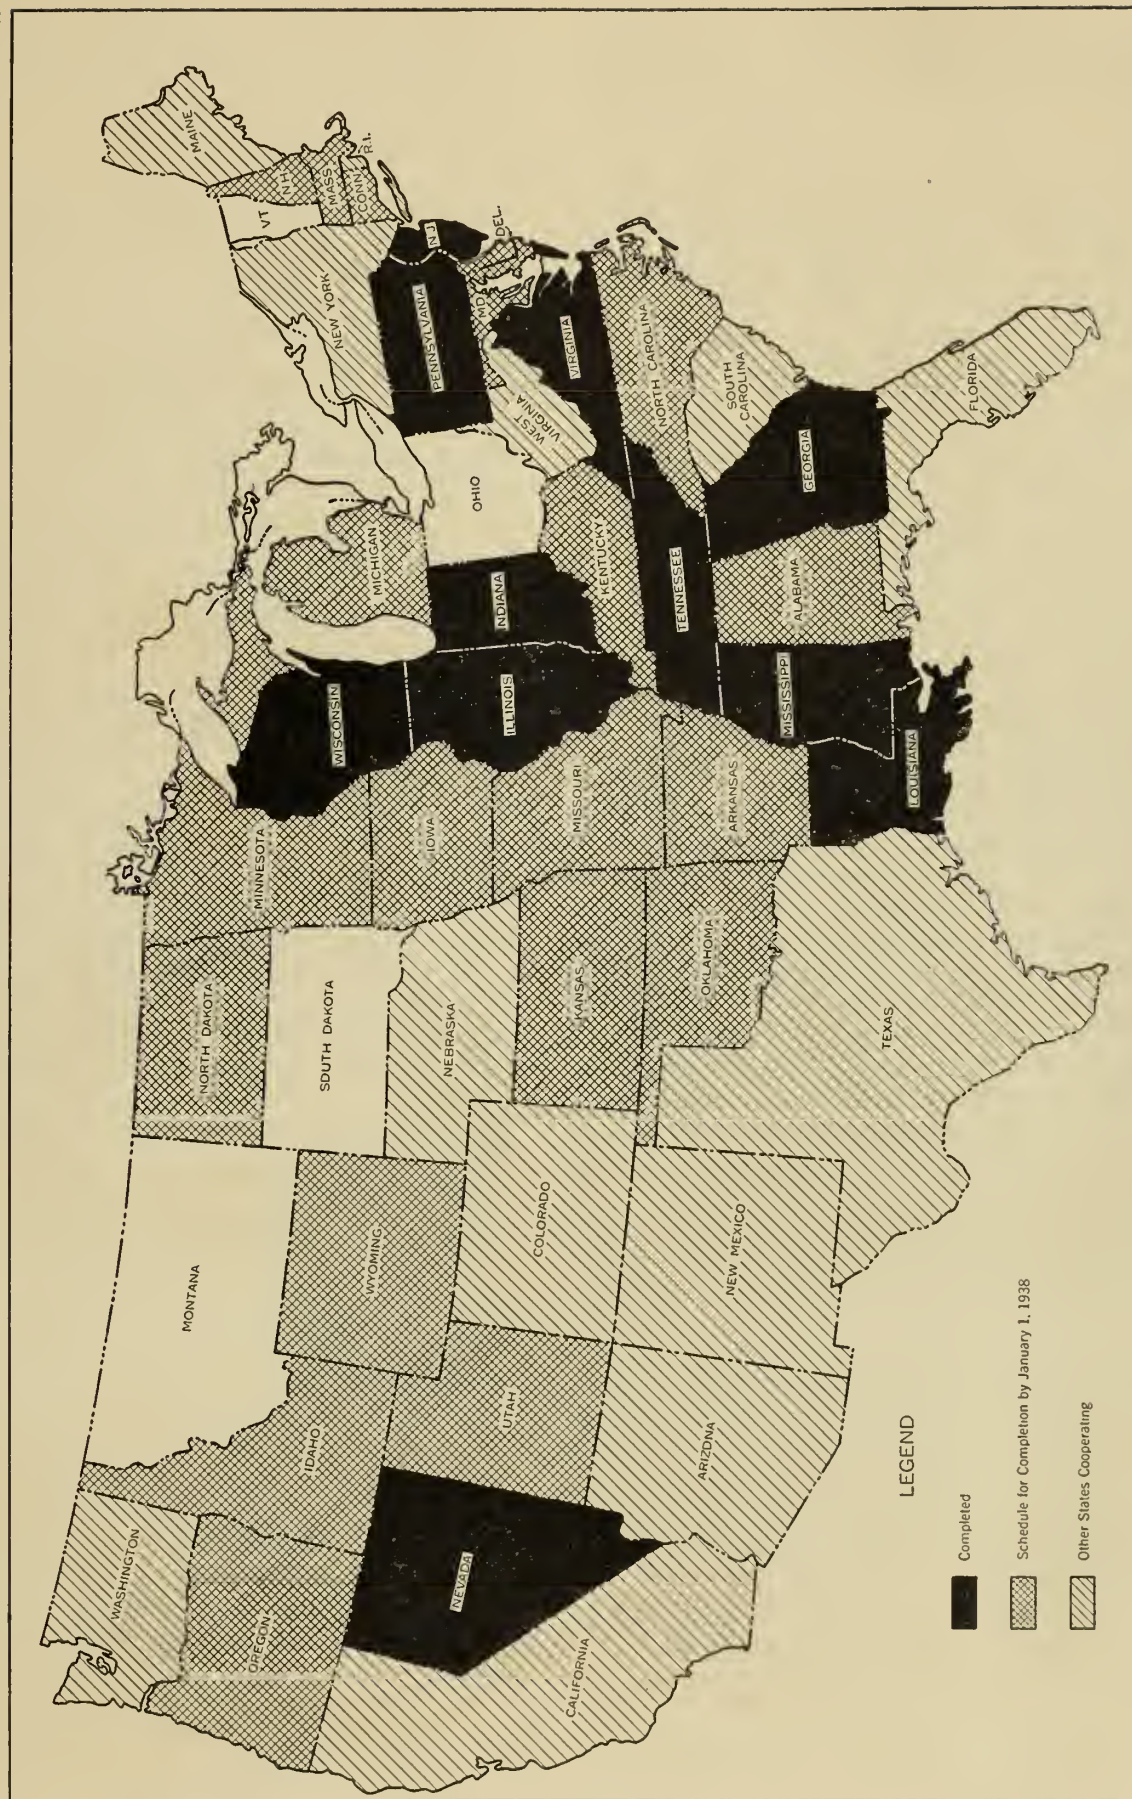 WASHINGTON
OREGON
CALIFORNIA
NEVADA
IDAHO
MONTANA
WYOMING
UTAH
ARIZONA
COLORADO
NEW MEXICO
NORTH DAKOTA
SOUTH DAKOTA
NEBRASKA
KANSAS
OKLAHOMA
TEXAS
MINNESOTA
IOWA
MISSOURI
ARKANSAS
LOUISIANA
WISCONSIN
ILLINOIS
MISSISSIPPI
MICHIGAN
INDIANA
KENTUCKY
TENNESSEE
ALABAMA
OHIO
GEORGIA
FLORIDA
WEST
VIRGINIA
VIRGINIA
NORTH CAROLINA
SOUTH
CAROLINA
PENNSYLVANIA
NEW YORK
MD.
DEL.
N J
VT
N H
MASS
CONN
R.I.
MAINE
LEGEND
Completed
Schedule for Completion by January 1, 1938
Other States Cooperating